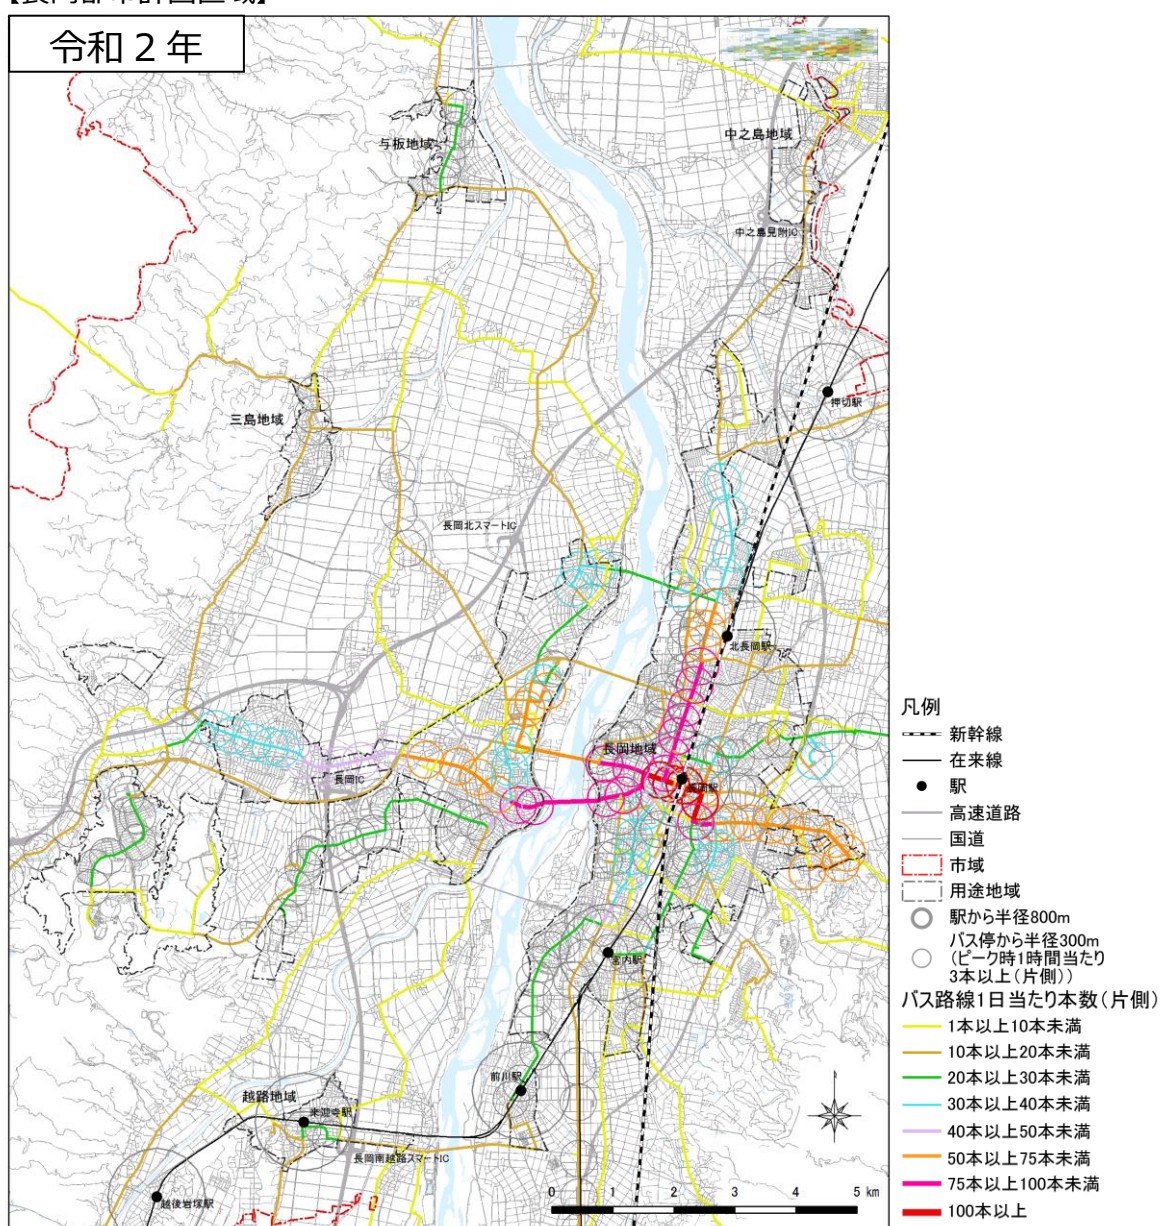 【長岡都市計画区域】
令和２年
与板地域
中之島地域
中之島見附IC
押切駅
三島地域
長岡北スマートIC
北長岡駅
長岡地域
長岡駅
長岡IC
宮内駅
前川駅
越路地域
来迎寺駅
長岡南越路スマートIC
越後岩塚駅
0 1 2 3 4 5 km
凡例
新幹線
在来線
駅
高速道路
国道
市域
用途地域
駅から半径800m
バス停から半径300m
(ピーク時1時間当たり
3本以上(片側))
バス路線1日当たり本数(片側)
1本以上10本未満
10本以上20本未満
20本以上30本未満
30本以上40本未満
40本以上50本未満
50本以上75本未満
75本以上100本未満
100本以上